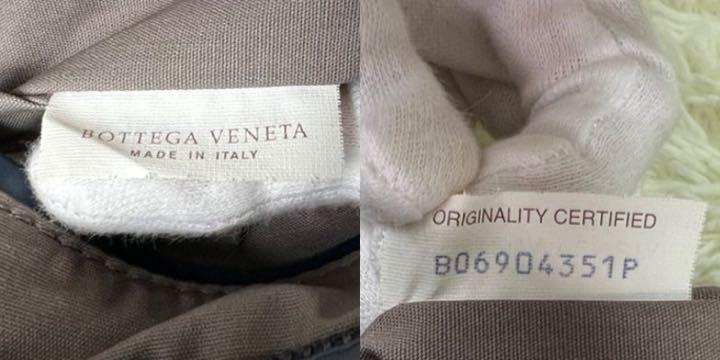 BOTTEGA VENETA
MADE IN ITALY
ORIGINALITY CERTIFIED
B06904351P